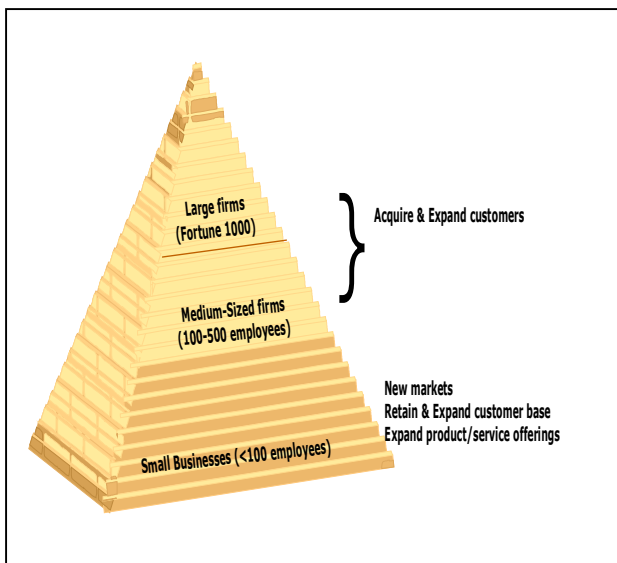 Large firms
(Fortune 1000)
Acquire & Expand customers
Medium-Sized firms
(100-500 employees)
New markets
Retain & Expand customer base
Expand product/service offerings
Small Businesses (<100 employees)